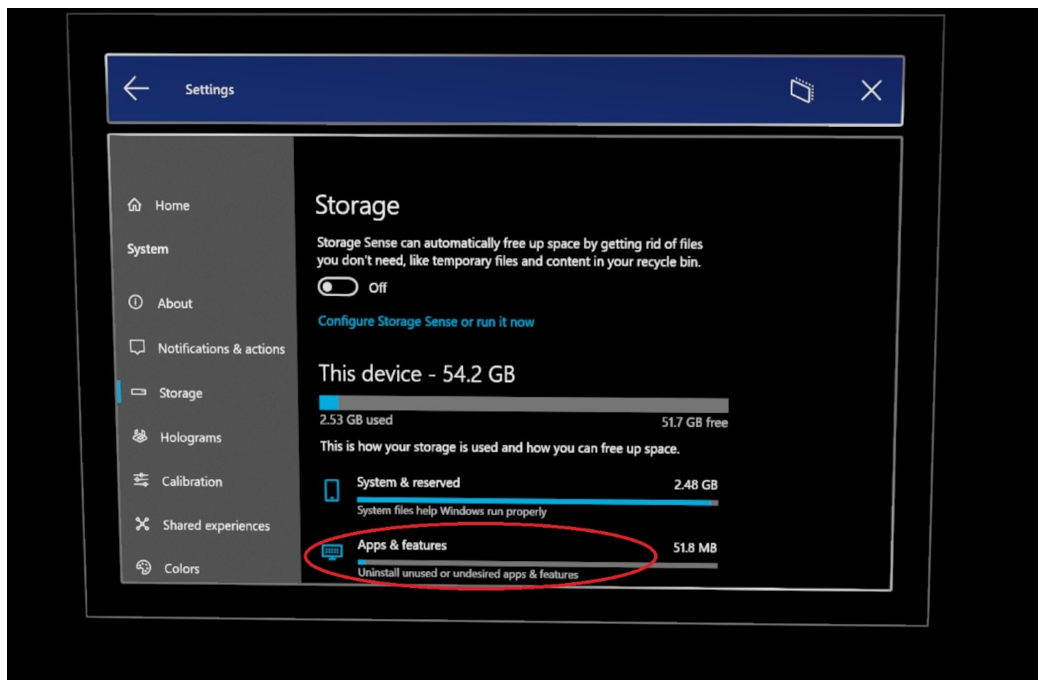 Settings
Home
System
About
Notifications & actions
Storage
Holograms
Calibration
Shared experiences
Colors
Storage
Storage Sense can automatically free up space by getting rid of files
you don't need, like temporary files and content in your recycle bin.
Off
Configure Storage Sense or run it now
This device - 54.2 GB
2.53 GB used 51.7 GB free
This is how your storage is used and how you can free up space.
System & reserved 2.48 GB
System files help Windows run properly
Apps & features 51.8 MB
Uninstall unused or undesired apps & features